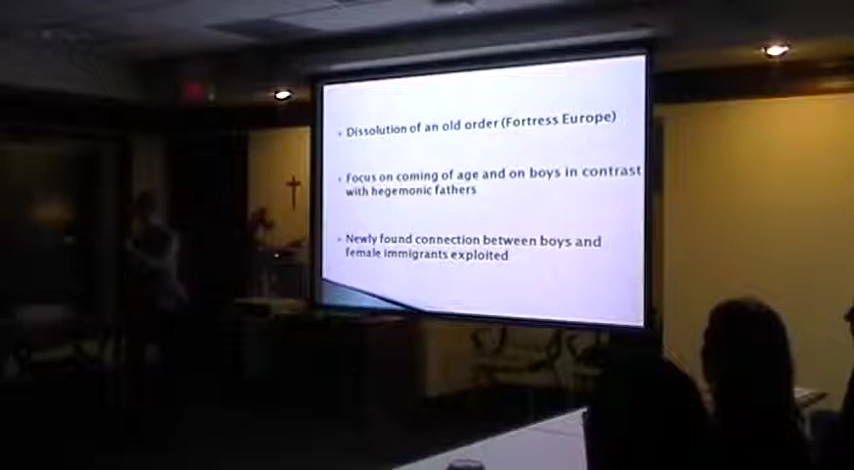 Dissolution of an old order (Fortress Europe)
Focus on coming of age and on boys in contrast
with hegemonic fathers
Newly found connection between boys and
female immigrants exploited